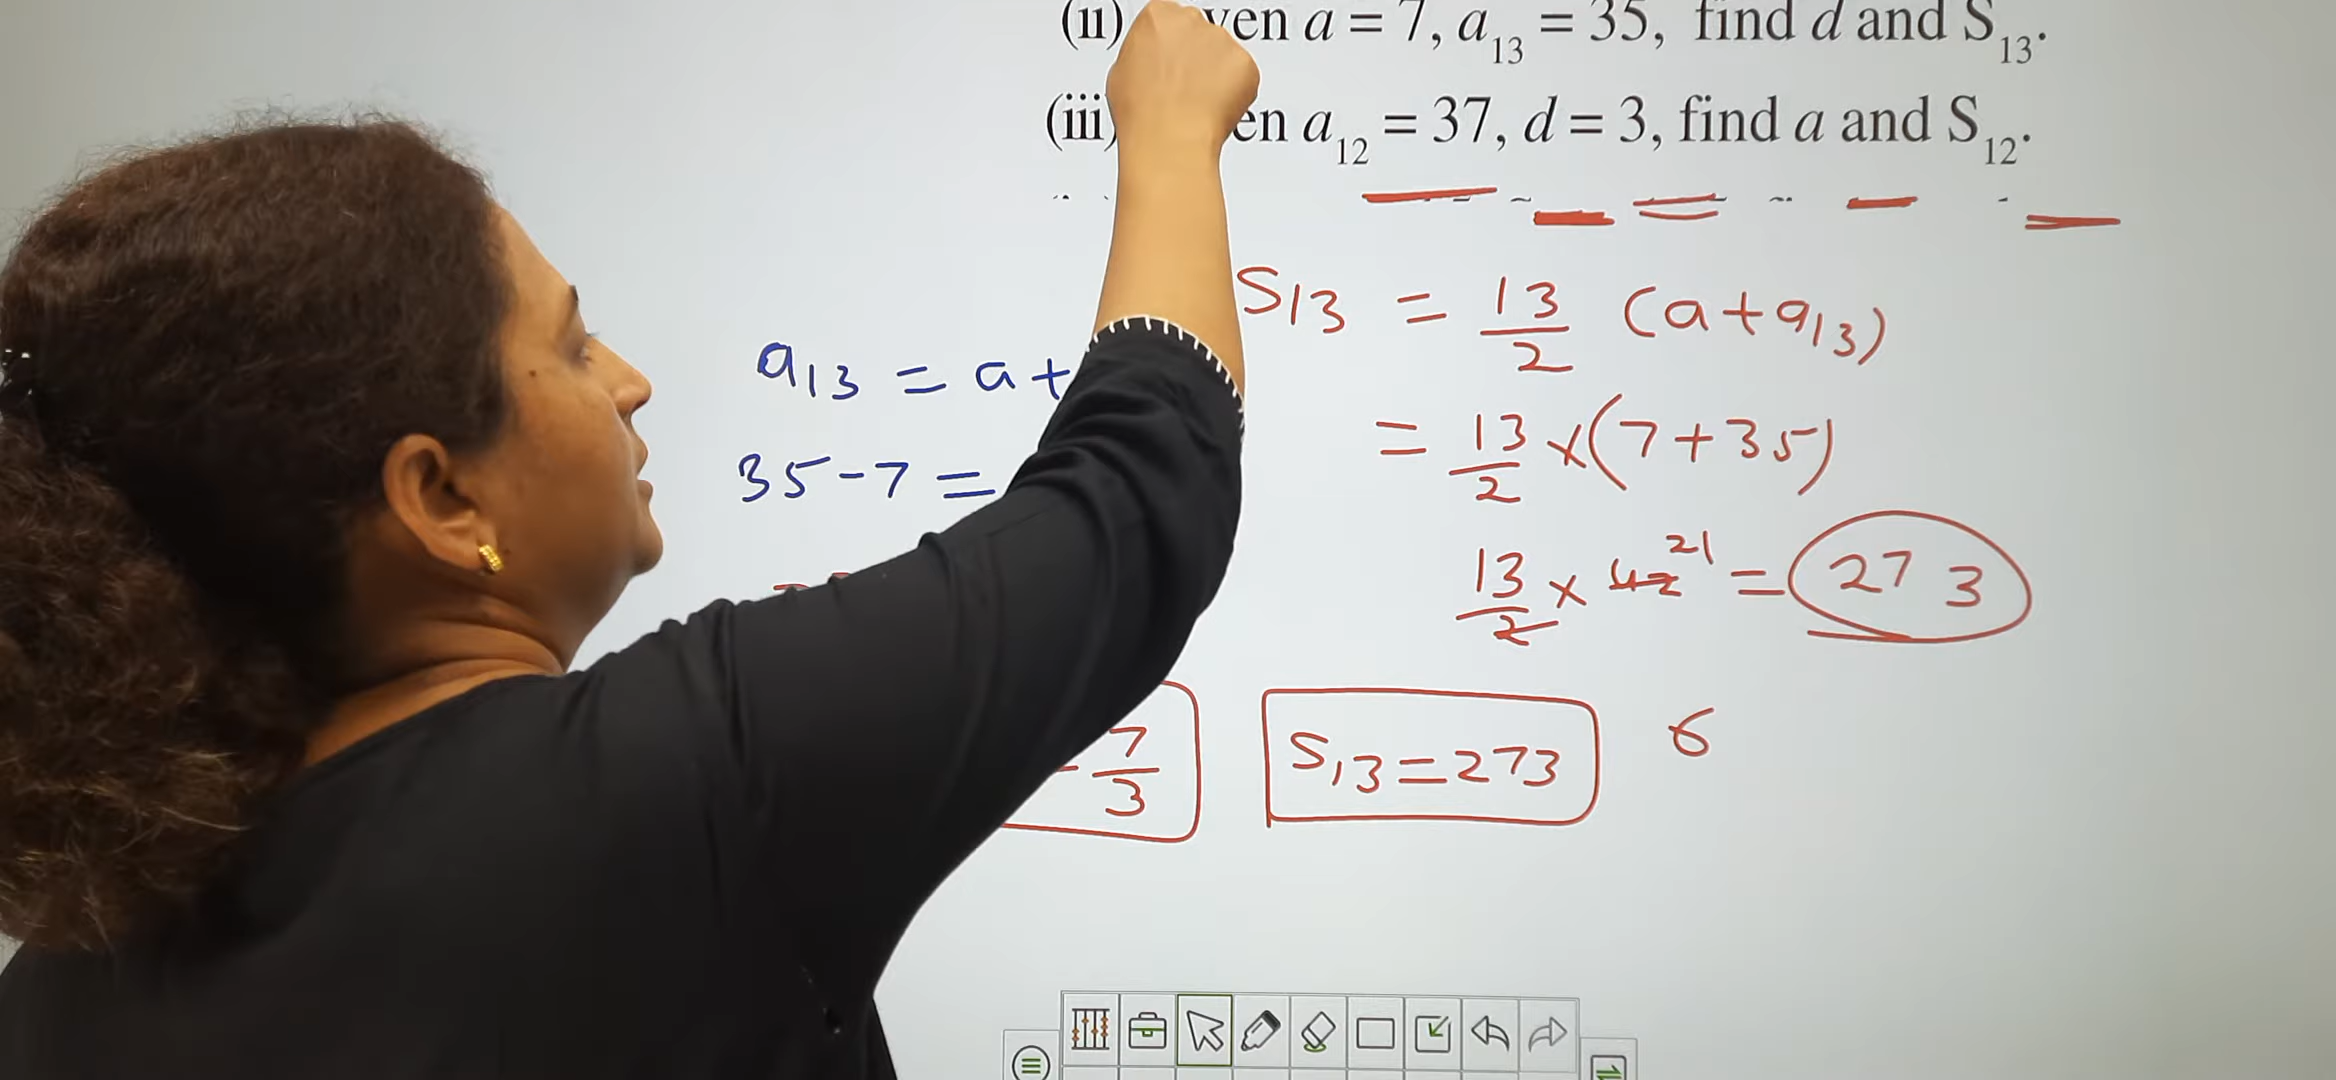 (ii) ven a = 7, a₁₃ = 35, find d and S₁₃.
(iii) en a₁₂ = 37, d = 3, find a and S₁₂.
a₁₃ = a +
35 - 7 =
S₁₃ = 13/2 (a + a₁₃)
= 13/2 × (7 + 35)
13/2 × 42 21 = 273
= 7/3
S₁₃ = 273
6